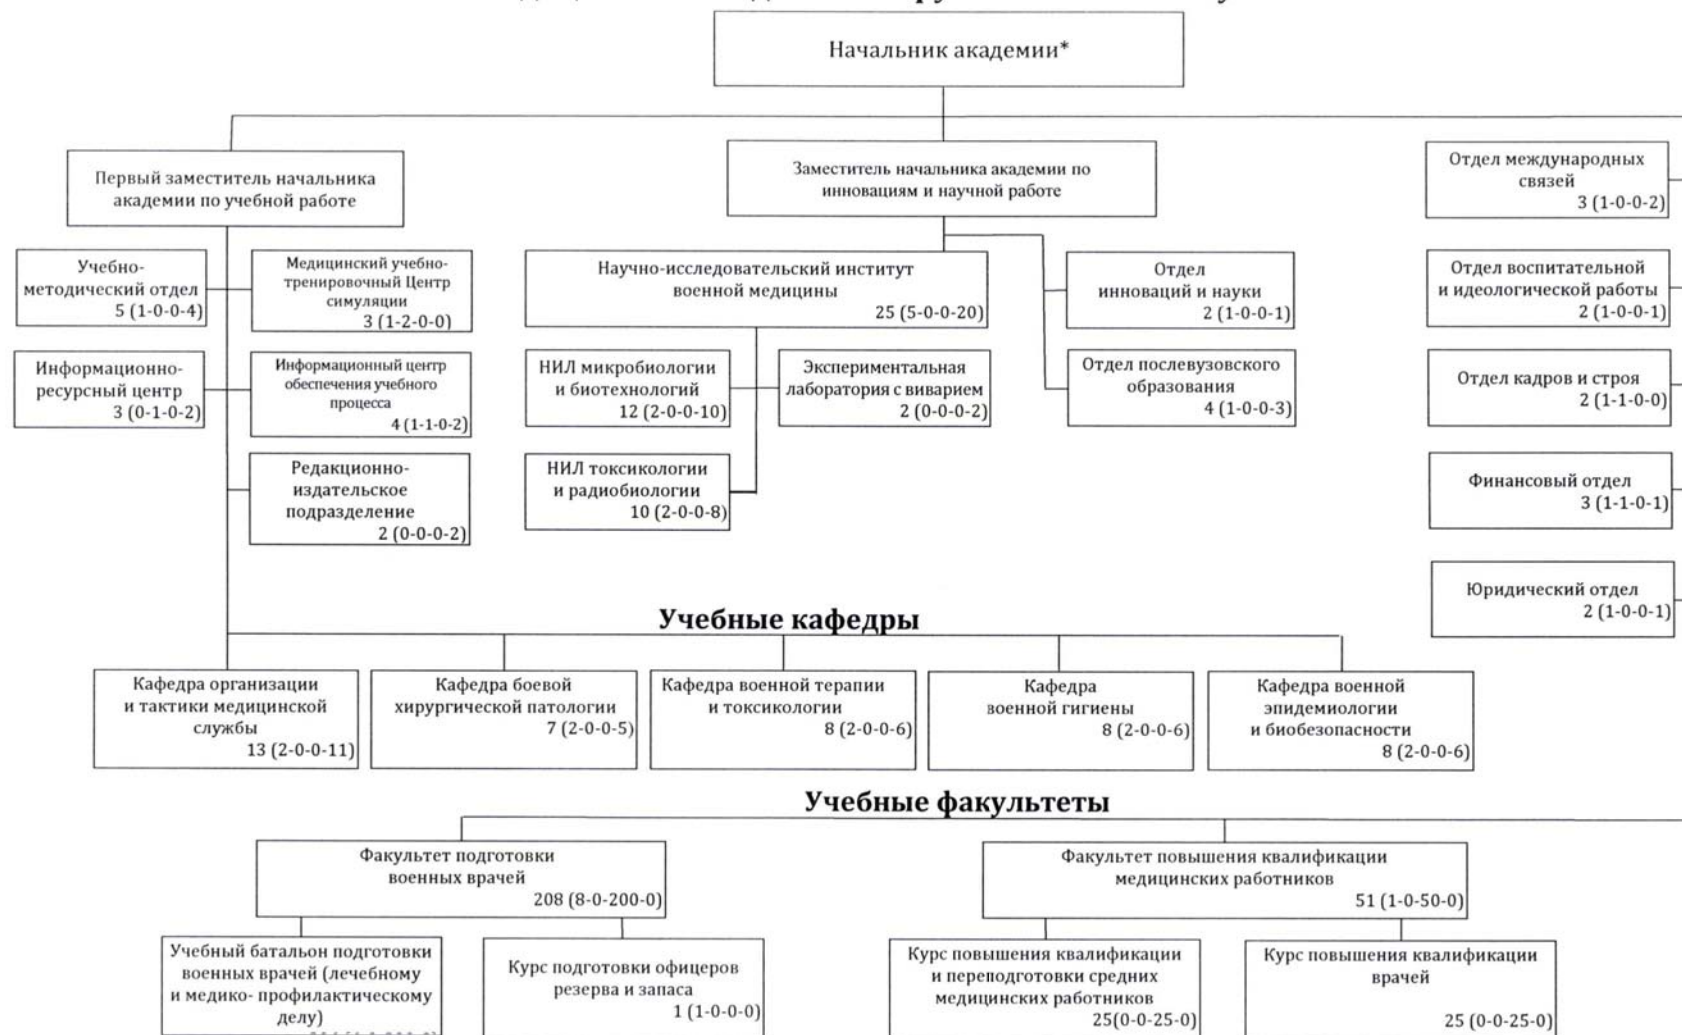 Начальник академии*
Первый заместитель начальника
академии по учебной работе
Заместитель начальника академии по
инновациям и научной работе
Отдел международных
связей
3 (1-0-0-2)
Учебно-
методический отдел
5 (1-0-0-4)
Медицинский учебно-
тренировочный Центр
симуляции
3 (1-2-0-0)
Научно-исследовательский институт
военной медицины
25 (5-0-0-20)
Отдел
инноваций и науки
2 (1-0-0-1)
Отдел воспитательной
и идеологической работы
2 (1-0-0-1)
Информационно-
ресурсный центр
3 (0-1-0-2)
Информационный центр
обеспечения учебного
процесса
4 (1-1-0-2)
НИЛ микробиологии
и биотехнологий
12 (2-0-0-10)
Экспериментальная
лаборатория с виварием
2 (0-0-0-2)
Отдел послевузовского
образования
4 (1-0-0-3)
Отдел кадров и строя
2 (1-1-0-0)
Редакционно-
издательское
подразделение
2 (0-0-0-2)
НИЛ токсикологии
и радиобиологии
10 (2-0-0-8)
Финансовый отдел
3 (1-1-0-1)
Юридический отдел
2 (1-0-0-1)
Учебные кафедры
Кафедра организации
и тактики медицинской
службы
13 (2-0-0-11)
Кафедра боевой
хирургической патологии
7 (2-0-0-5)
Кафедра военной терапии
и токсикологии
8 (2-0-0-6)
Кафедра
военной гигиены
8 (2-0-0-6)
Кафедра военной
эпидемиологии
и биобезопасности
8 (2-0-0-6)
Учебные факультеты
Факультет подготовки
военных врачей
208 (8-0-200-0)
Факультет повышения квалификации
медицинских работников
51 (1-0-50-0)
Учебный батальон подготовки
военных врачей (лечебному
и медико- профилактическому
делу)
Курс подготовки офицеров
резерва и запаса
1 (1-0-0-0)
Курс повышения квалификации
и переподготовки средних
медицинских работников
25(0-0-25-0)
Курс повышения квалификации
врачей
25 (0-0-25-0)